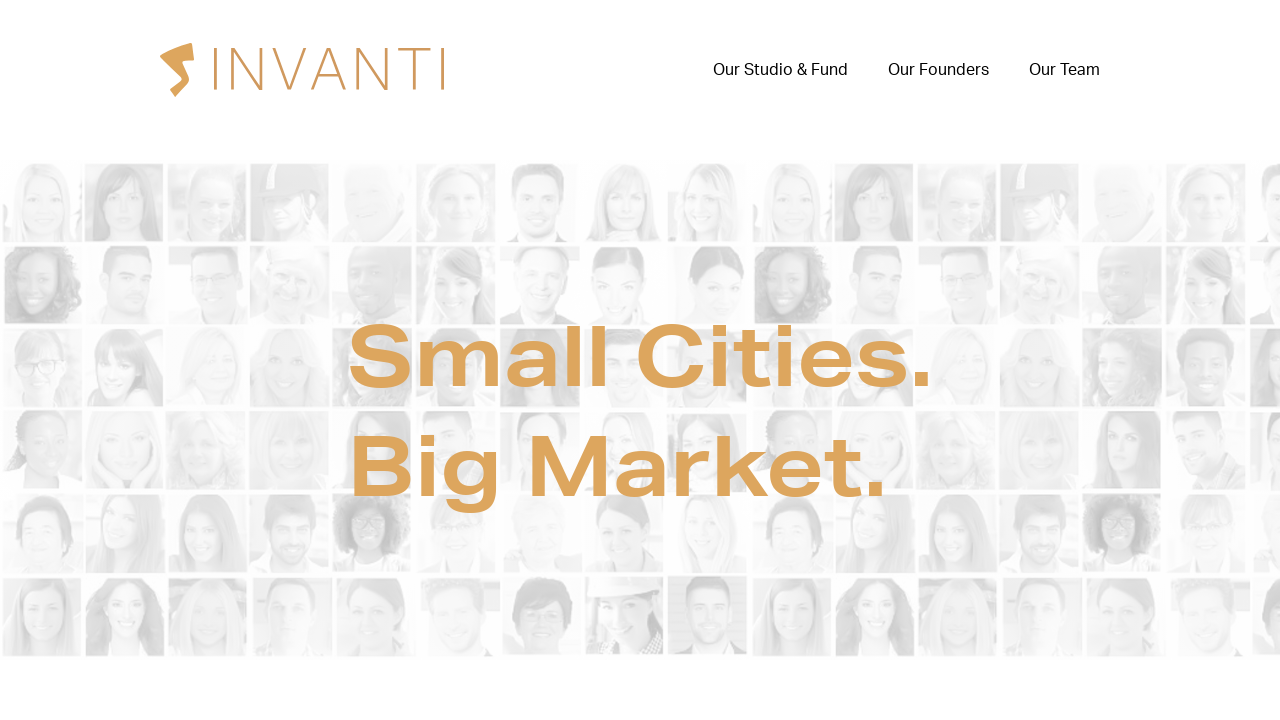 INVANTI
Our Studio & Fund
Our Founders
Our Team
Small Cities.
Big Market.